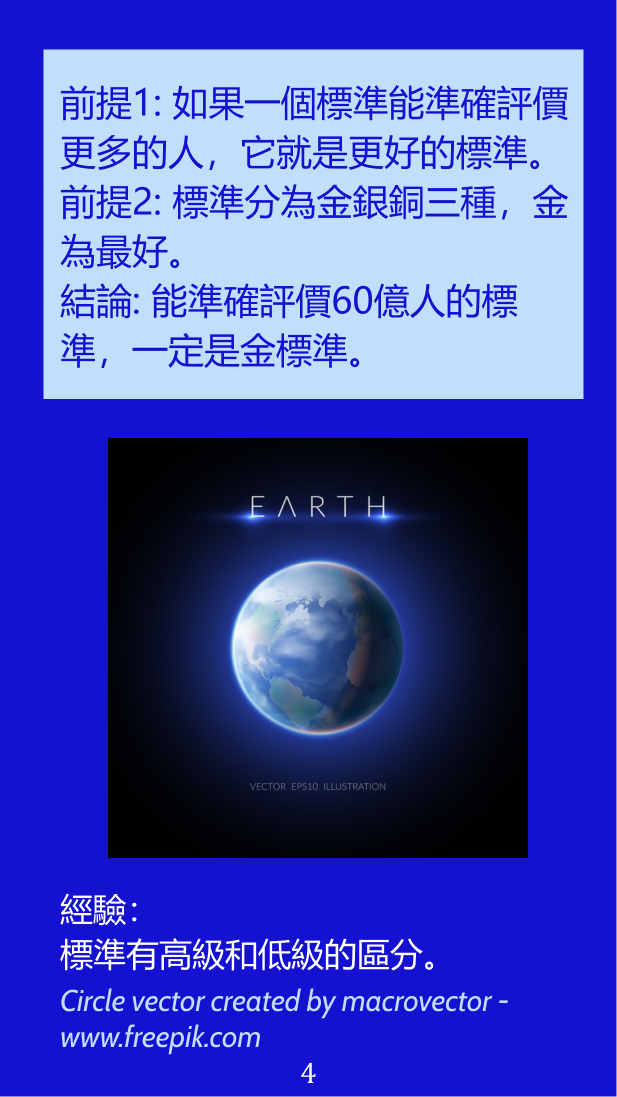 前提1: 如果一個標準能準確評價
更多的人，它就是更好的標準。
前提2: 標準分為金銀銅三種，金
為最好。
結論: 能準確評價60億人的標
準，一定是金標準。
EARTH
VECTOR EPS10 ILLUSTRATION
經驗：
標準有高級和低級的區分。
Circle vector created by macrovector -
www.freepik.com
4